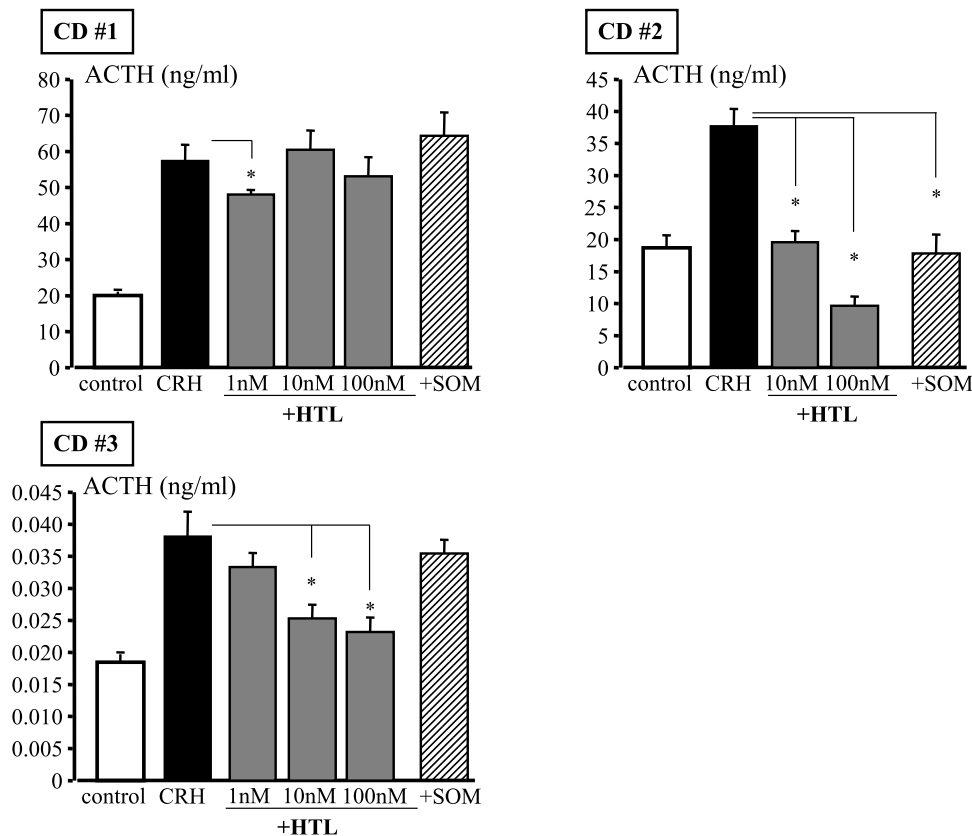 CD #1
ACTH (ng/ml)
80
70
60
50
40
30
20
10
0
*
control CRH 1nM 10nM 100nM +SOM
+HTL
CD #2
ACTH (ng/ml)
45
40
35
30
25
20
15
10
5
0
* * *
control CRH 10nM 100nM +SOM
+HTL
CD #3
ACTH (ng/ml)
0.045
0.040
0.035
0.030
0.025
0.020
0.015
0.010
0.005
0
* *
control CRH 1nM 10nM 100nM +SOM
+HTL